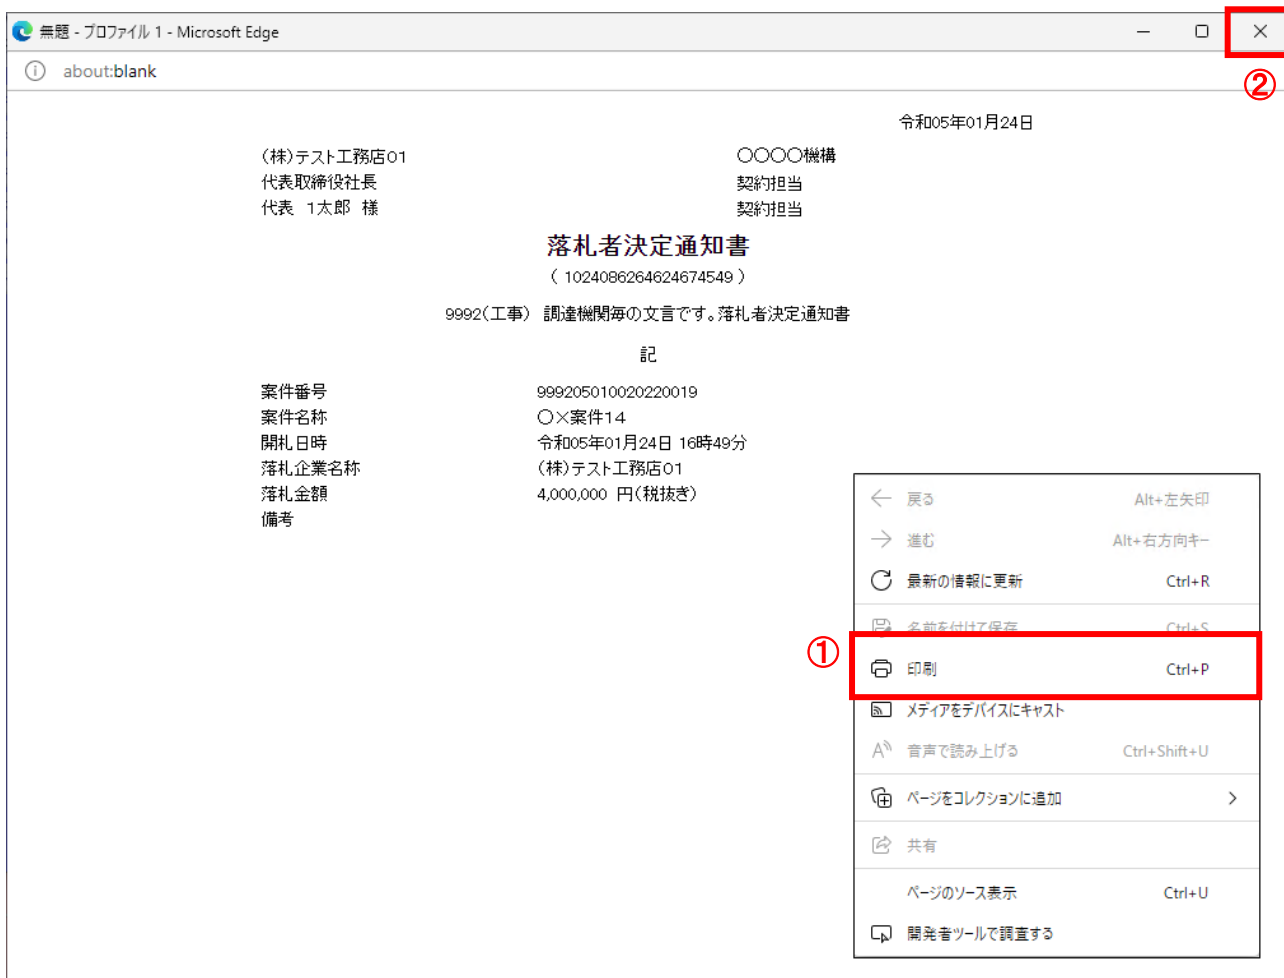 無題 - プロファイル 1 - Microsoft Edge
②
about:blank
令和05年01月24日
(株)テスト工務店01
○○○○機構
代表取締役社長
契約担当
代表 1太郎 様
契約担当
落札者決定通知書
( 1024086264624674549 )
9992(工事) 調達機関毎の文言です。落札者決定通知書
記
案件番号 999205010020220019
案件名称 ○×案件14
開札日時 令和05年01月24日 16時49分
落札企業名称 (株)テスト工務店01
落札金額 4,000,000 円(税抜き)
備考
戻る Alt+左矢印
進む Alt+右方向キー
最新の情報に更新 Ctrl+R
名前を付けて保存 Ctrl+S
①
印刷 Ctrl+P
メディアをデバイスにキャスト
音声で読み上げる Ctrl+Shift+U
ページをコレクションに追加
共有
ページのソース表示 Ctrl+U
開発者ツールで調査する